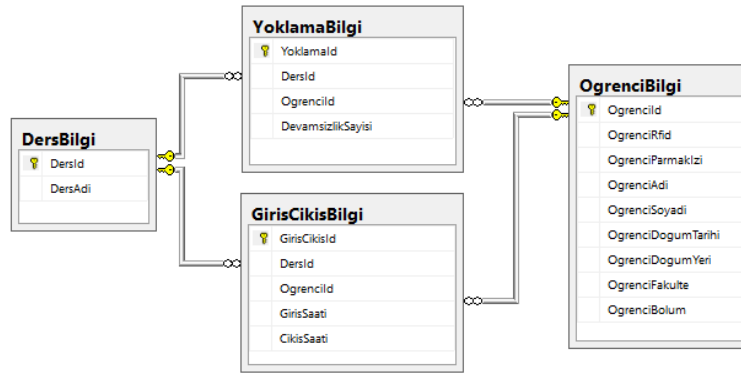 YoklamaBilgi
YoklamaId
DersId
OgrenciId
DevamsizlikSayisi
DersBilgi
DersId
DersAdi
GirisCikisBilgi
GirisCikisId
DersId
OgrenciId
GirisSaati
CikisSaati
OgrenciBilgi
OgrenciId
OgrenciRfid
OgrenciParmakIzi
OgrenciAdi
OgrenciSoyadi
OgrenciDogumTarihi
OgrenciDogumYeri
OgrenciFakulte
OgrenciBolum